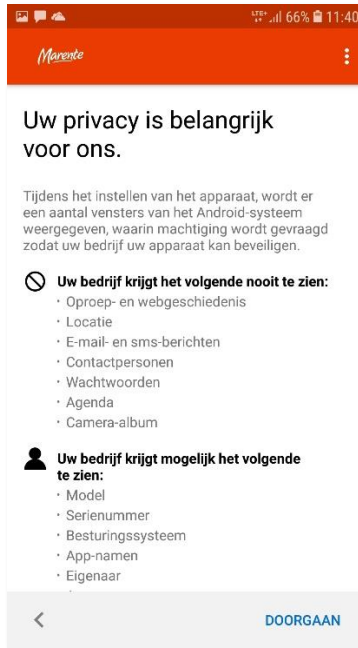 LTE+ 66% 11:40
Marente
Uw privacy is belangrijk
voor ons.
Tijdens het instellen van het apparaat, wordt er
een aantal vensters van het Android-systeem
weergegeven, waarin machtiging wordt gevraagd
zodat uw bedrijf uw apparaat kan beveiligen.
Uw bedrijf krijgt het volgende nooit te zien:
· Oproep- en webgeschiedenis
· Locatie
· E-mail- en sms-berichten
· Contactpersonen
· Wachtwoorden
· Agenda
· Camera-album
Uw bedrijf krijgt mogelijk het volgende
te zien:
· Model
· Serienummer
· Besturingssysteem
· App-namen
· Eigenaar
DOORGAAN